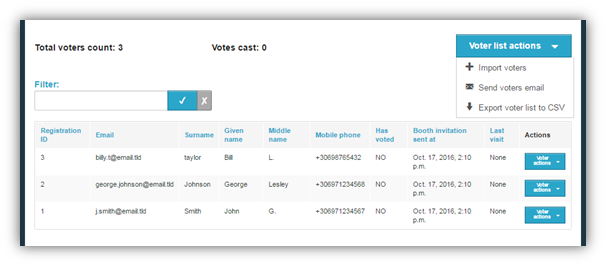 Total voters count: 3 Votes cast: 0 Voter list actions
Import voters
Send voters email
Export voter list to CSV
Filter:
Registration ID Email Surname Given name Middle name Mobile phone Has voted Booth invitation sent at Last visit Actions
3 billy.t@email.tld taylor Bill L. +30698765432 NO Oct. 17, 2016, 2:10 p.m. None Voter actions
2 george.johnson@email.tld Johnson George Lesley +306971234568 NO Oct. 17, 2016, 2:10 p.m. None Voter actions
1 j.smith@email.tld Smith John G. +306971234567 NO Oct. 17, 2016, 2:10 p.m. None Voter actions